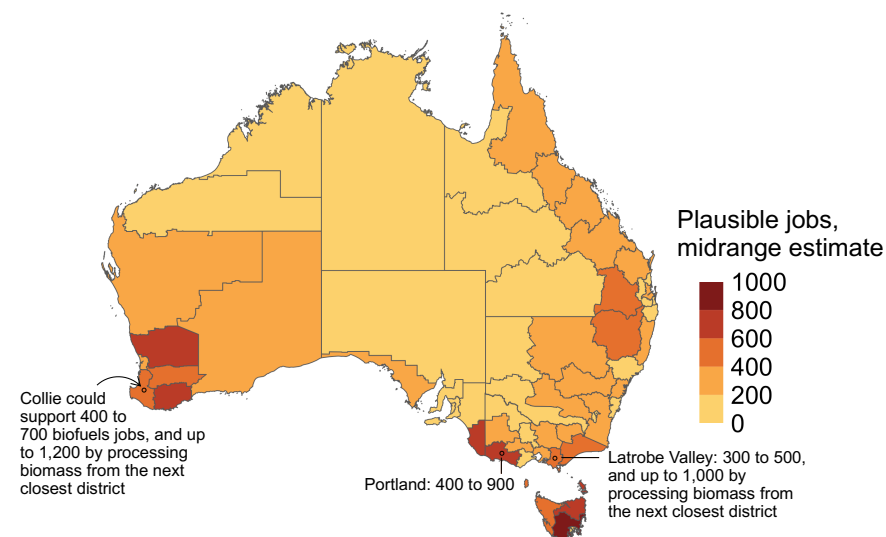 Plausible jobs,
midrange estimate
1000
800
600
400
200
0
Collie could
support 400 to
700 biofuels jobs, and up
to 1,200 by processing
biomass from the next
closest district
Portland: 400 to 900
Latrobe Valley: 300 to 500,
and up to 1,000 by
processing biomass from
the next closest district